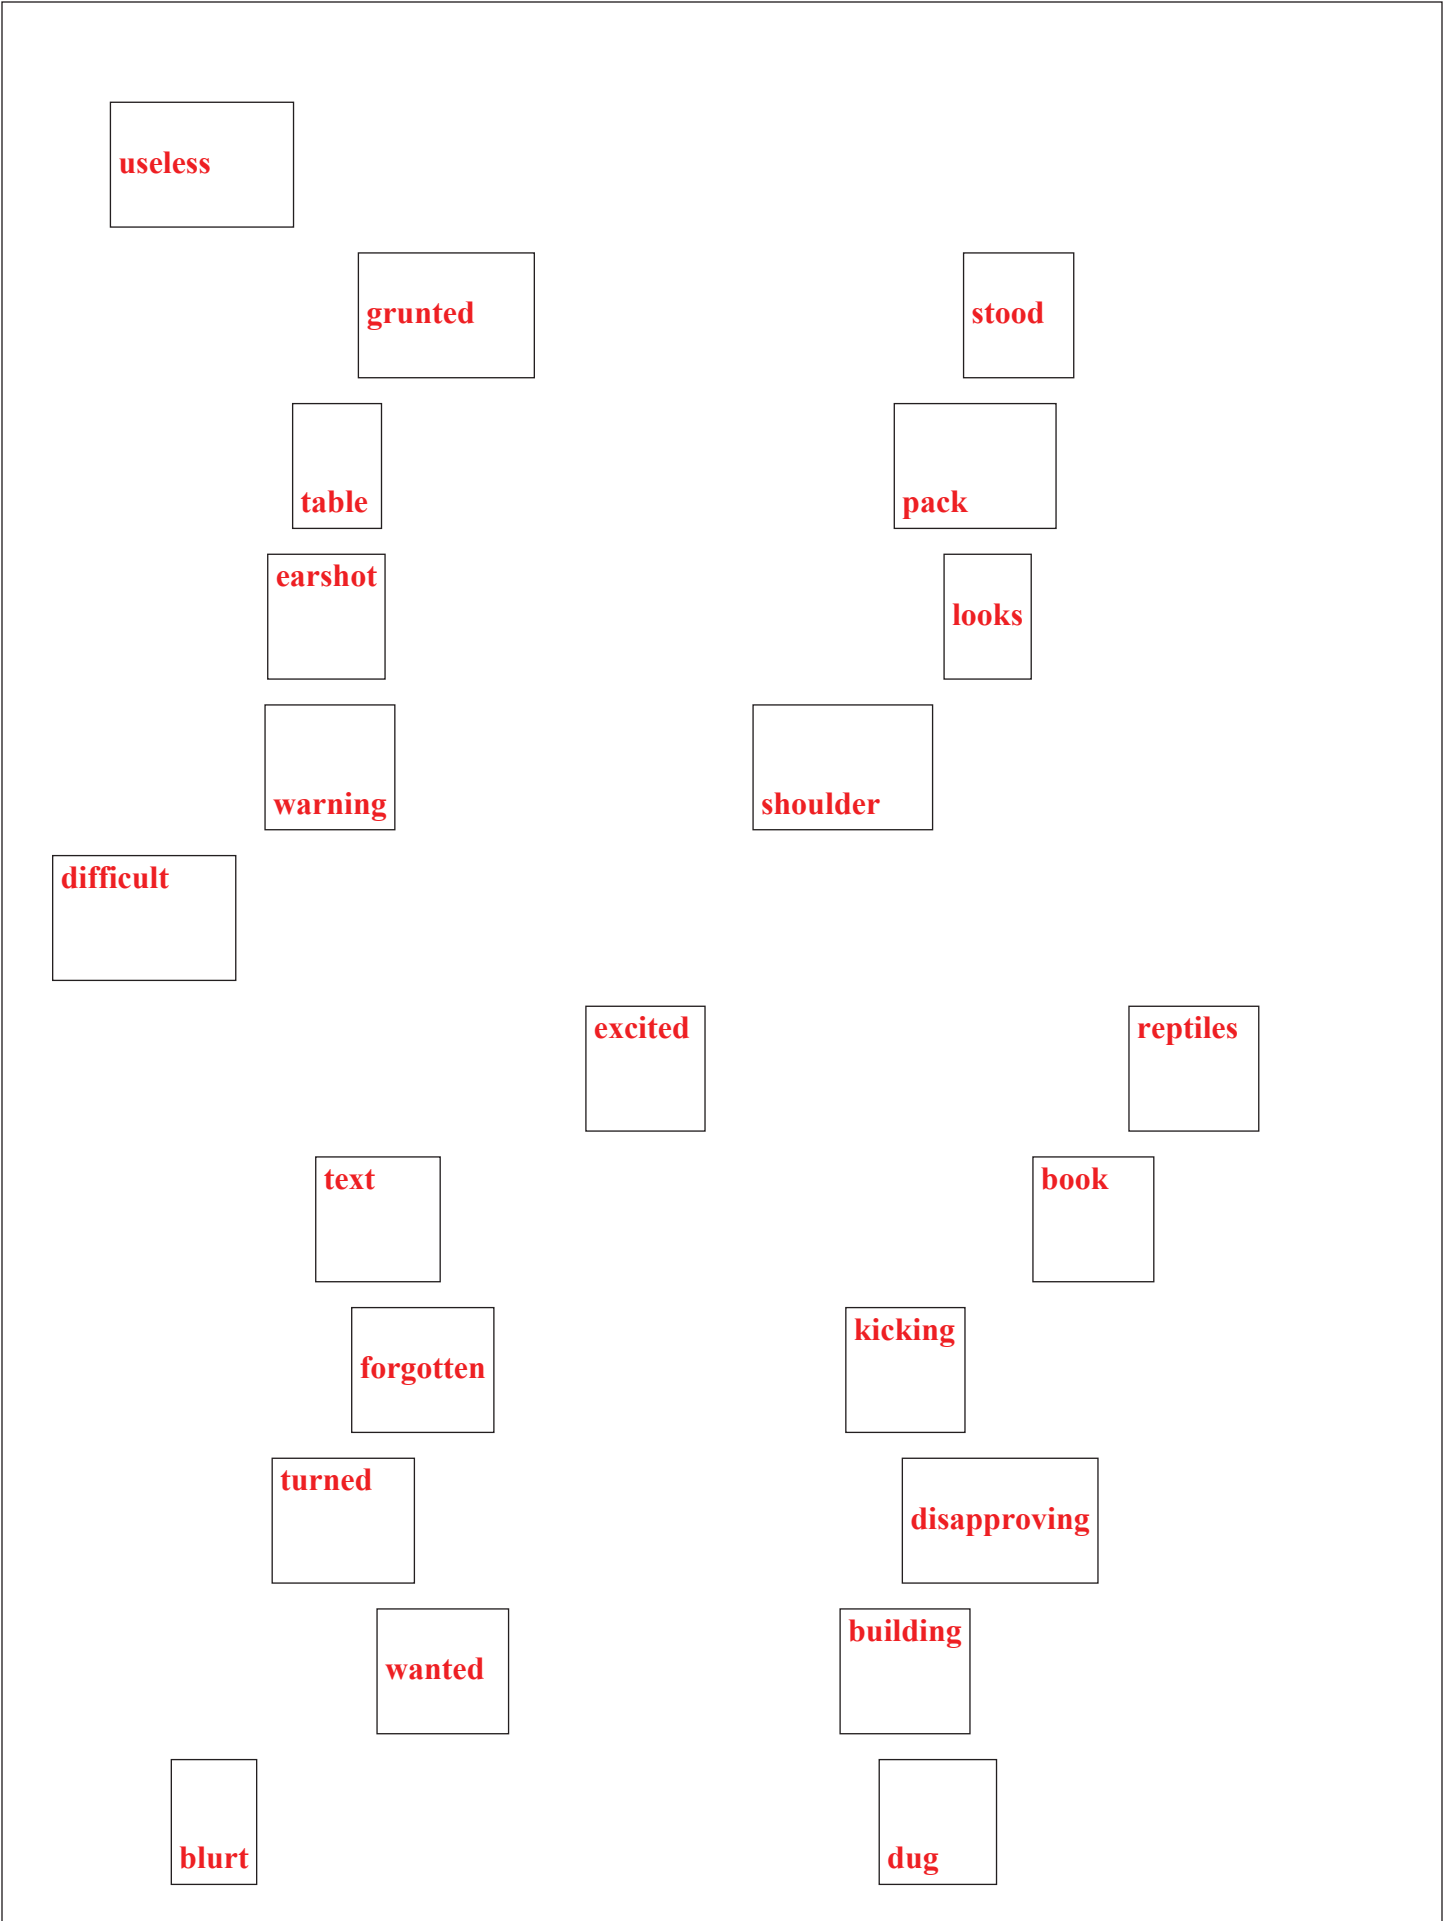 useless
grunted stood
table pack
earshot looks
warning shoulder
difficult
excited reptiles
text book
forgotten kicking
turned disapproving
wanted building
blurt dug